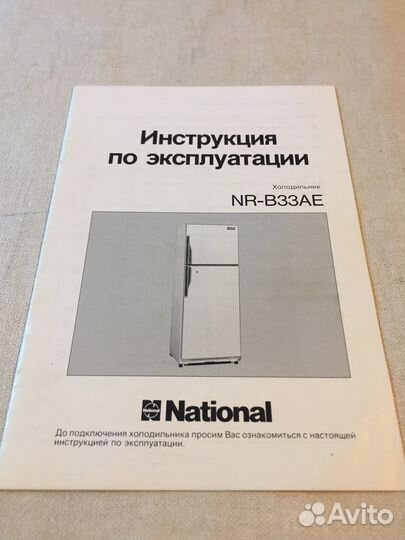 Инструкция
по эксплуатации
Холодильник
NR-B33AE
National
До подключения холодильника просим Вас ознакомиться с настоящей
инструкцией по эксплуатации.
Avito